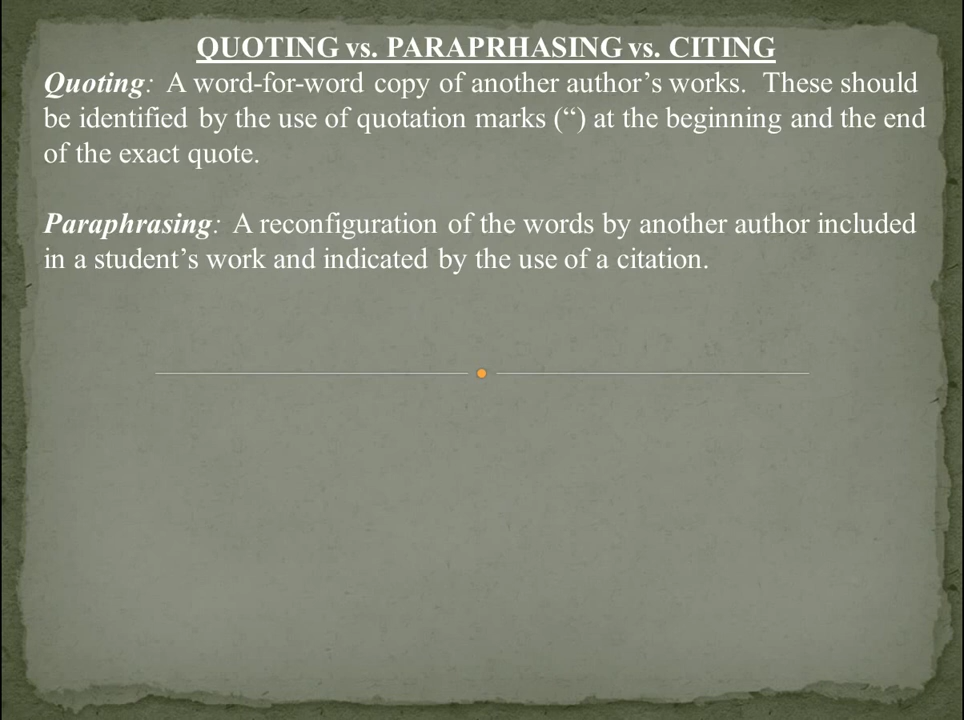 QUOTING vs. PARAPRHASING vs. CITING
Quoting: A word-for-word copy of another author’s works. These should
be identified by the use of quotation marks (“) at the beginning and the end
of the exact quote.
Paraphrasing: A reconfiguration of the words by another author included
in a student’s work and indicated by the use of a citation.